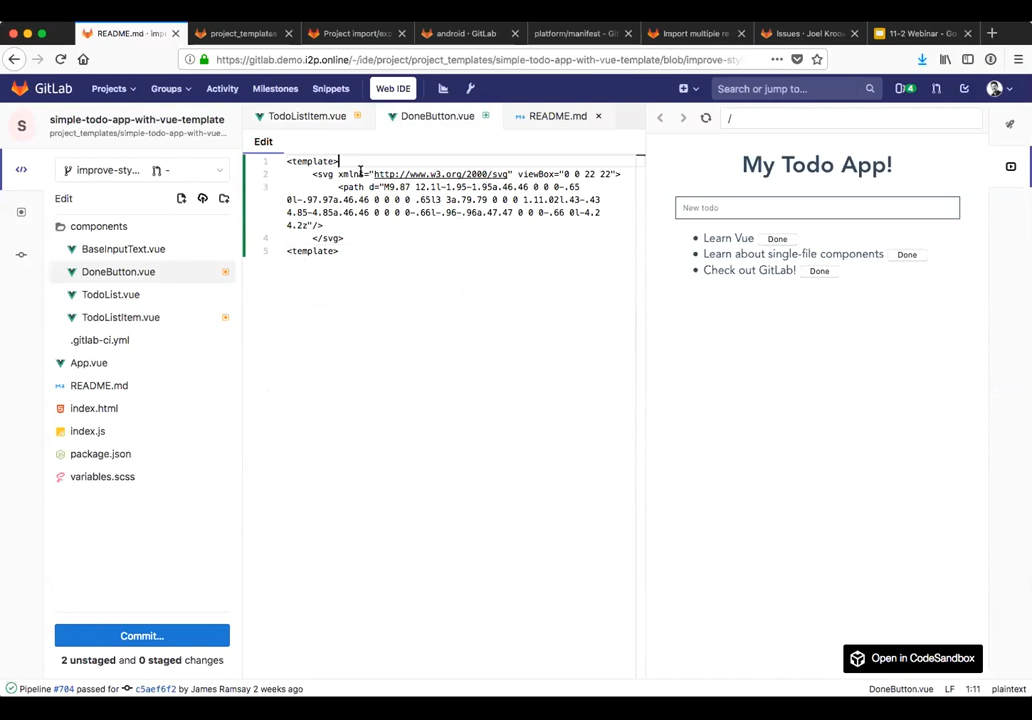 README.md · imp
project_templates
Project import/exp
android · GitLab
platform/manifest - Git
Import multiple re
Issues · Joel Kroo
11-2 Webinar - Go
https://gitlab.demo.i2p.online/-/ide/project/project_templates/simple-todo-app-with-vue-template/blob/improve-sty
GitLab Projects Groups Activity Milestones Snippets Web IDE Search or jump to... 4
S simple-todo-app-with-vue-template
project_templates/simple-todo-app-with-vue-...
improve-sty... -
Edit
components
BaseInputText.vue
DoneButton.vue
TodoList.vue
TodoListItem.vue
.gitlab-ci.yml
App.vue
README.md
index.html
index.js
package.json
variables.scss
Commit...
2 unstaged and 0 staged changes
TodoListItem.vue DoneButton.vue README.md
Edit
1 <template>
2 <svg xmlns="http://www.w3.org/2000/svg" viewBox="0 0 22 22">
3 <path d="M9.87 12.1l-1.95-1.95a.46.46 0 0 0-.65
0l-.97.97a.46.46 0 0 0 0 .65l3 3a.79.79 0 0 0 1.11.02l.43-.43
4.85-4.85a.46.46 0 0 0 0-.66l-.96-.96a.47.47 0 0 0-.66 0l-4.2
4.2z"/>
4 </svg>
5 <template>
/
My Todo App!
New todo
Learn Vue Done
Learn about single-file components Done
Check out GitLab! Done
Open in CodeSandbox
Pipeline #704 passed for c5aef6f2 by James Ramsay 2 weeks ago
DoneButton.vue LF 1:11 plaintext